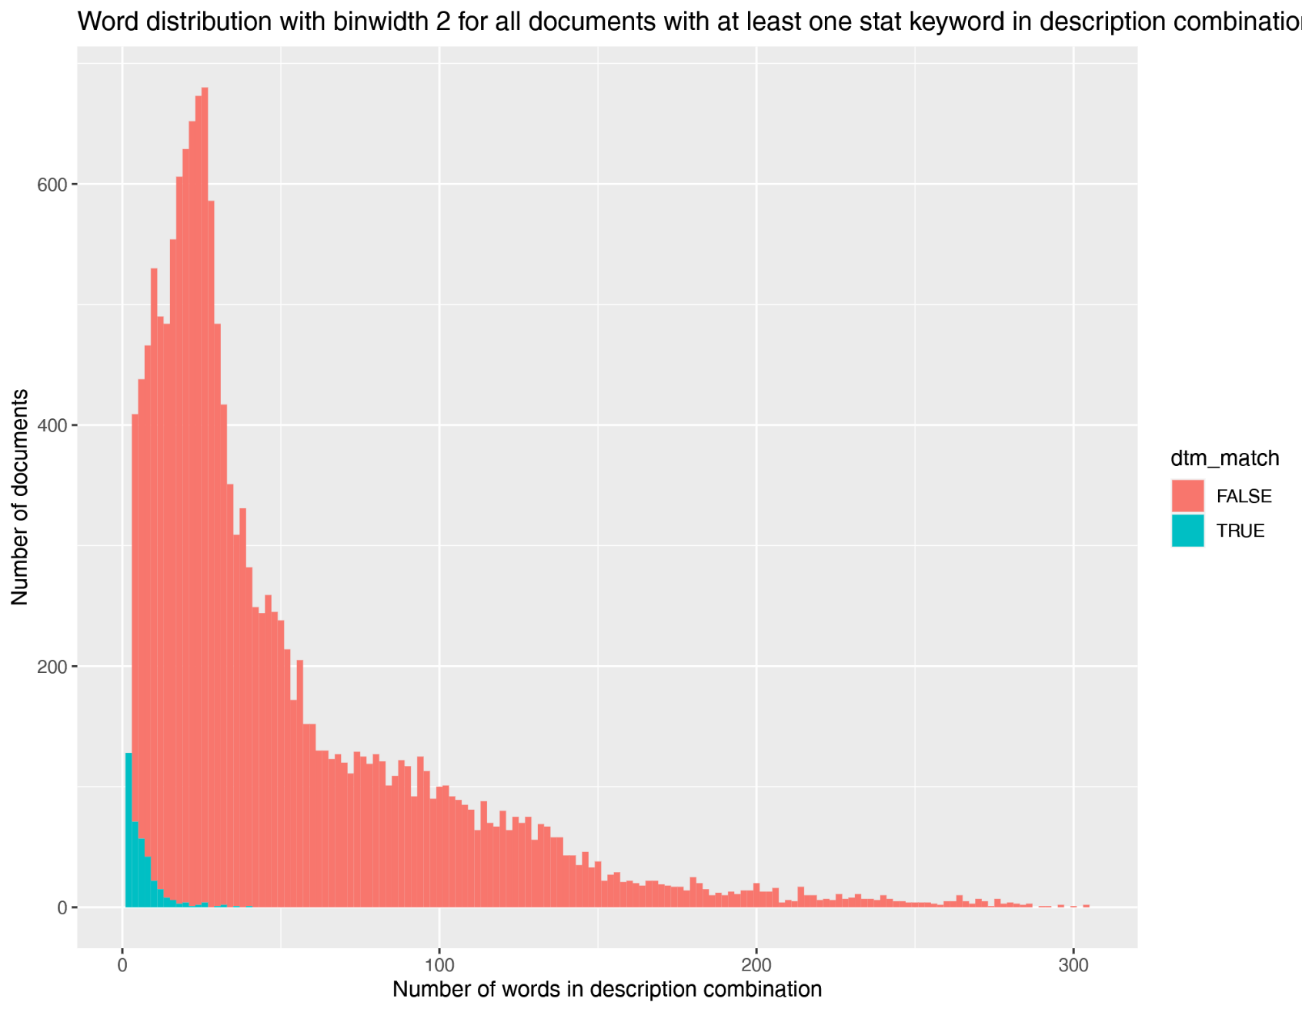 Word distribution with binwidth 2 for all documents with at least one stat keyword in description
600
400
200
0
Number of documents
0 100 200 300
Number of words in description combination
dtm_match
FALSE
TRUE